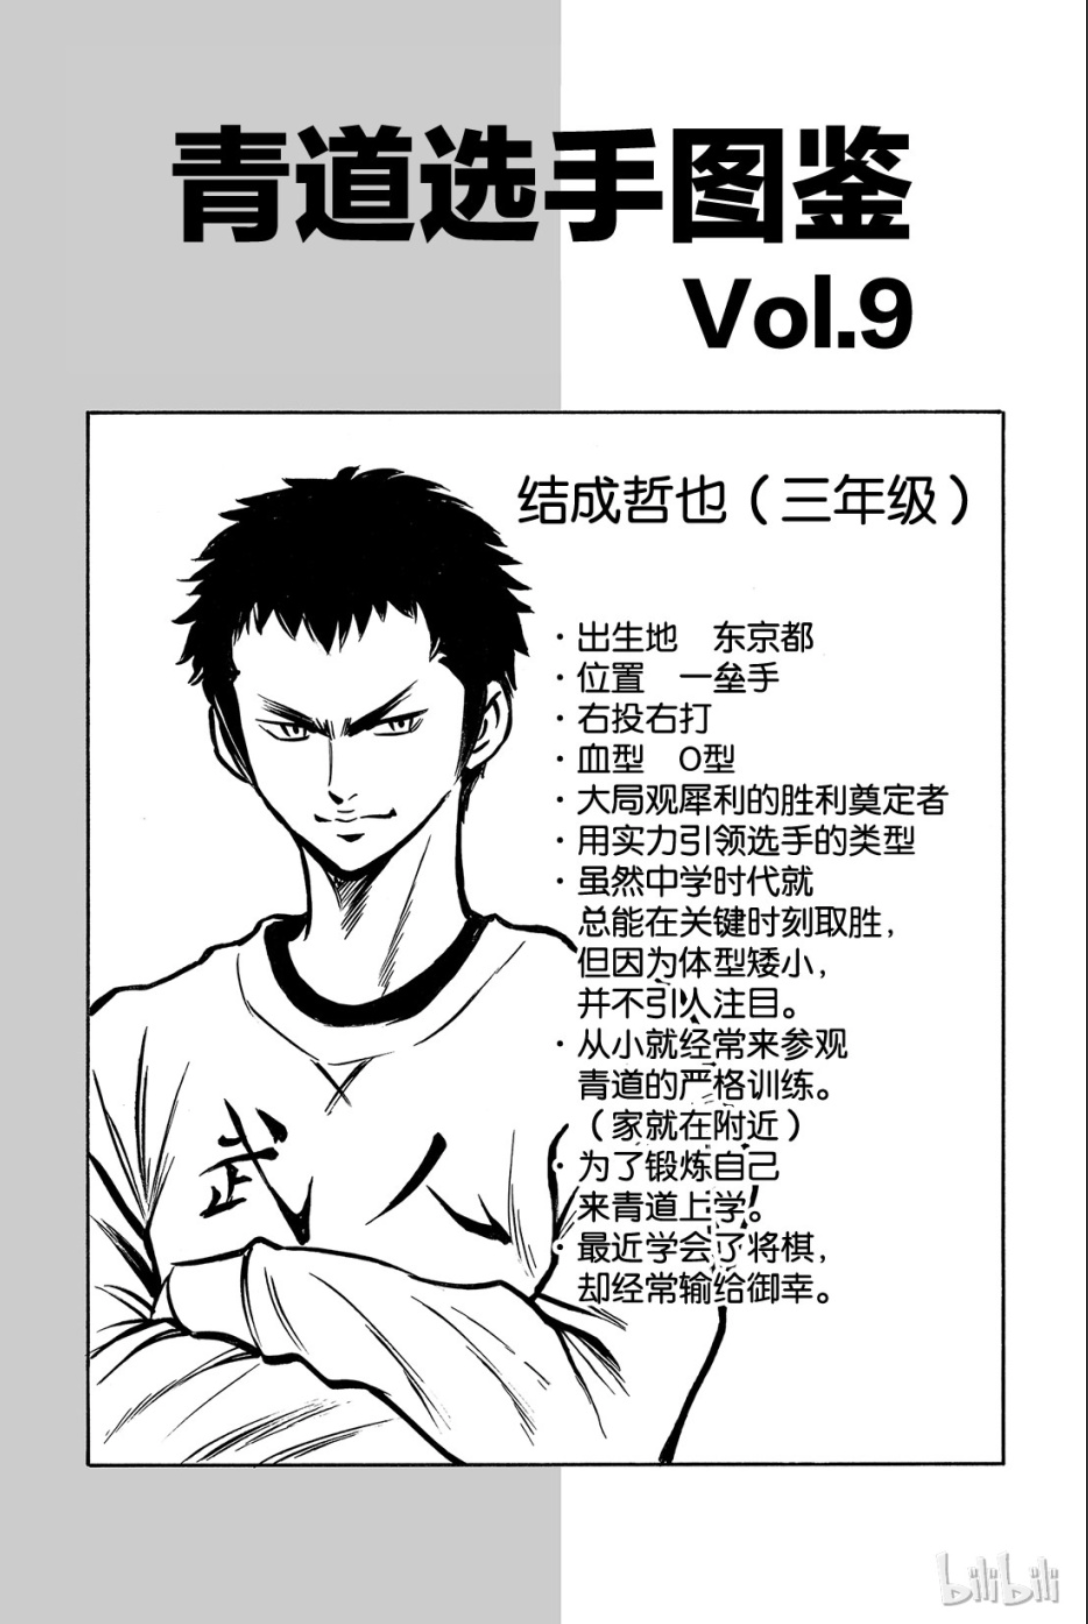 青道选手图鉴
Vol.9
结成哲也（三年级）
・出生地　东京都
・位置　一垒手
・右投右打
・血型　O型
・大局观犀利的胜利奠定者
・用实力引领选手的类型
・虽然中学时代就
总能在关键时刻取胜，
但因为体型矮小，
并不引人注目。
・从小就经常来参观
青道的严格训练。
（家就在附近）
・为了锻炼自己
来青道上学。
・最近学会了将棋，
却经常输给御幸。
武人
bilibili